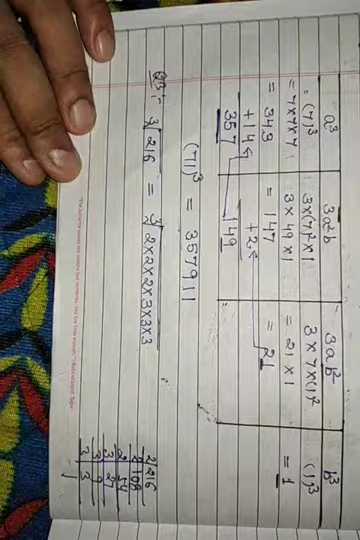 a³ 3a²b 3ab² b³
= (7)³ 3×(7)²×1 3×7×(1)² (1)³
= 7×7×7 3×49×1 = 21×1 = 1
= 343 = 147 = 21
+ 14 + 2
357 149
(71)³ = 357911
³√216 = ³√2×2×2×3×3×3
2 216
2 108
2 54
3 27
3 9
3 3
1